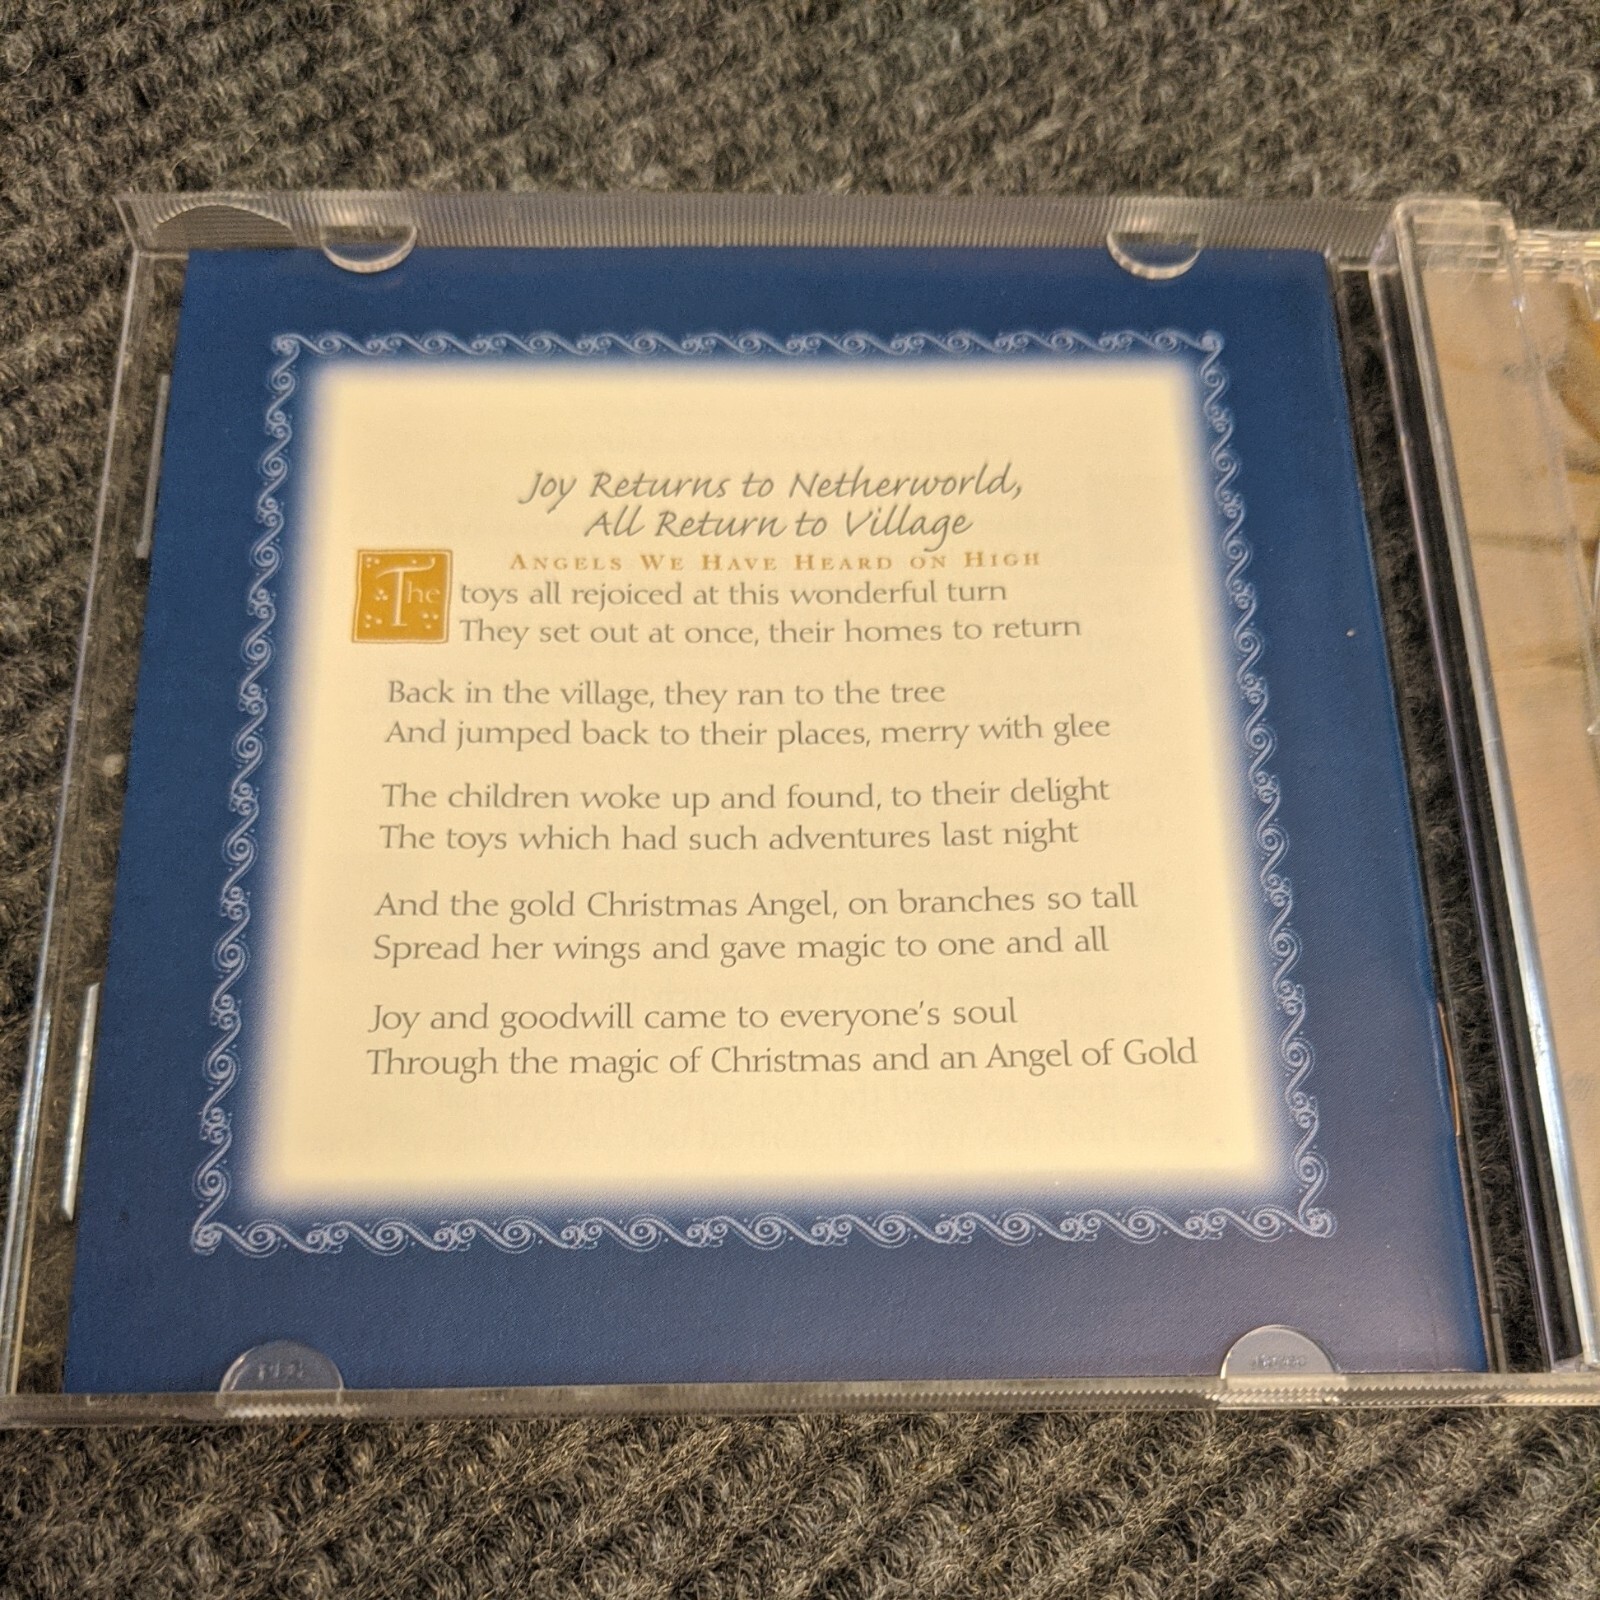 Joy Returns to Netherworld,
All Return to Village
ANGELS WE HAVE HEARD ON HIGH
The toys all rejoiced at this wonderful turn
They set out at once, their homes to return
Back in the village, they ran to the tree
And jumped back to their places, merry with glee
The children woke up and found, to their delight
The toys which had such adventures last night
And the gold Christmas Angel, on branches so tall
Spread her wings and gave magic to one and all
Joy and goodwill came to everyone's soul
Through the magic of Christmas and an Angel of Gold